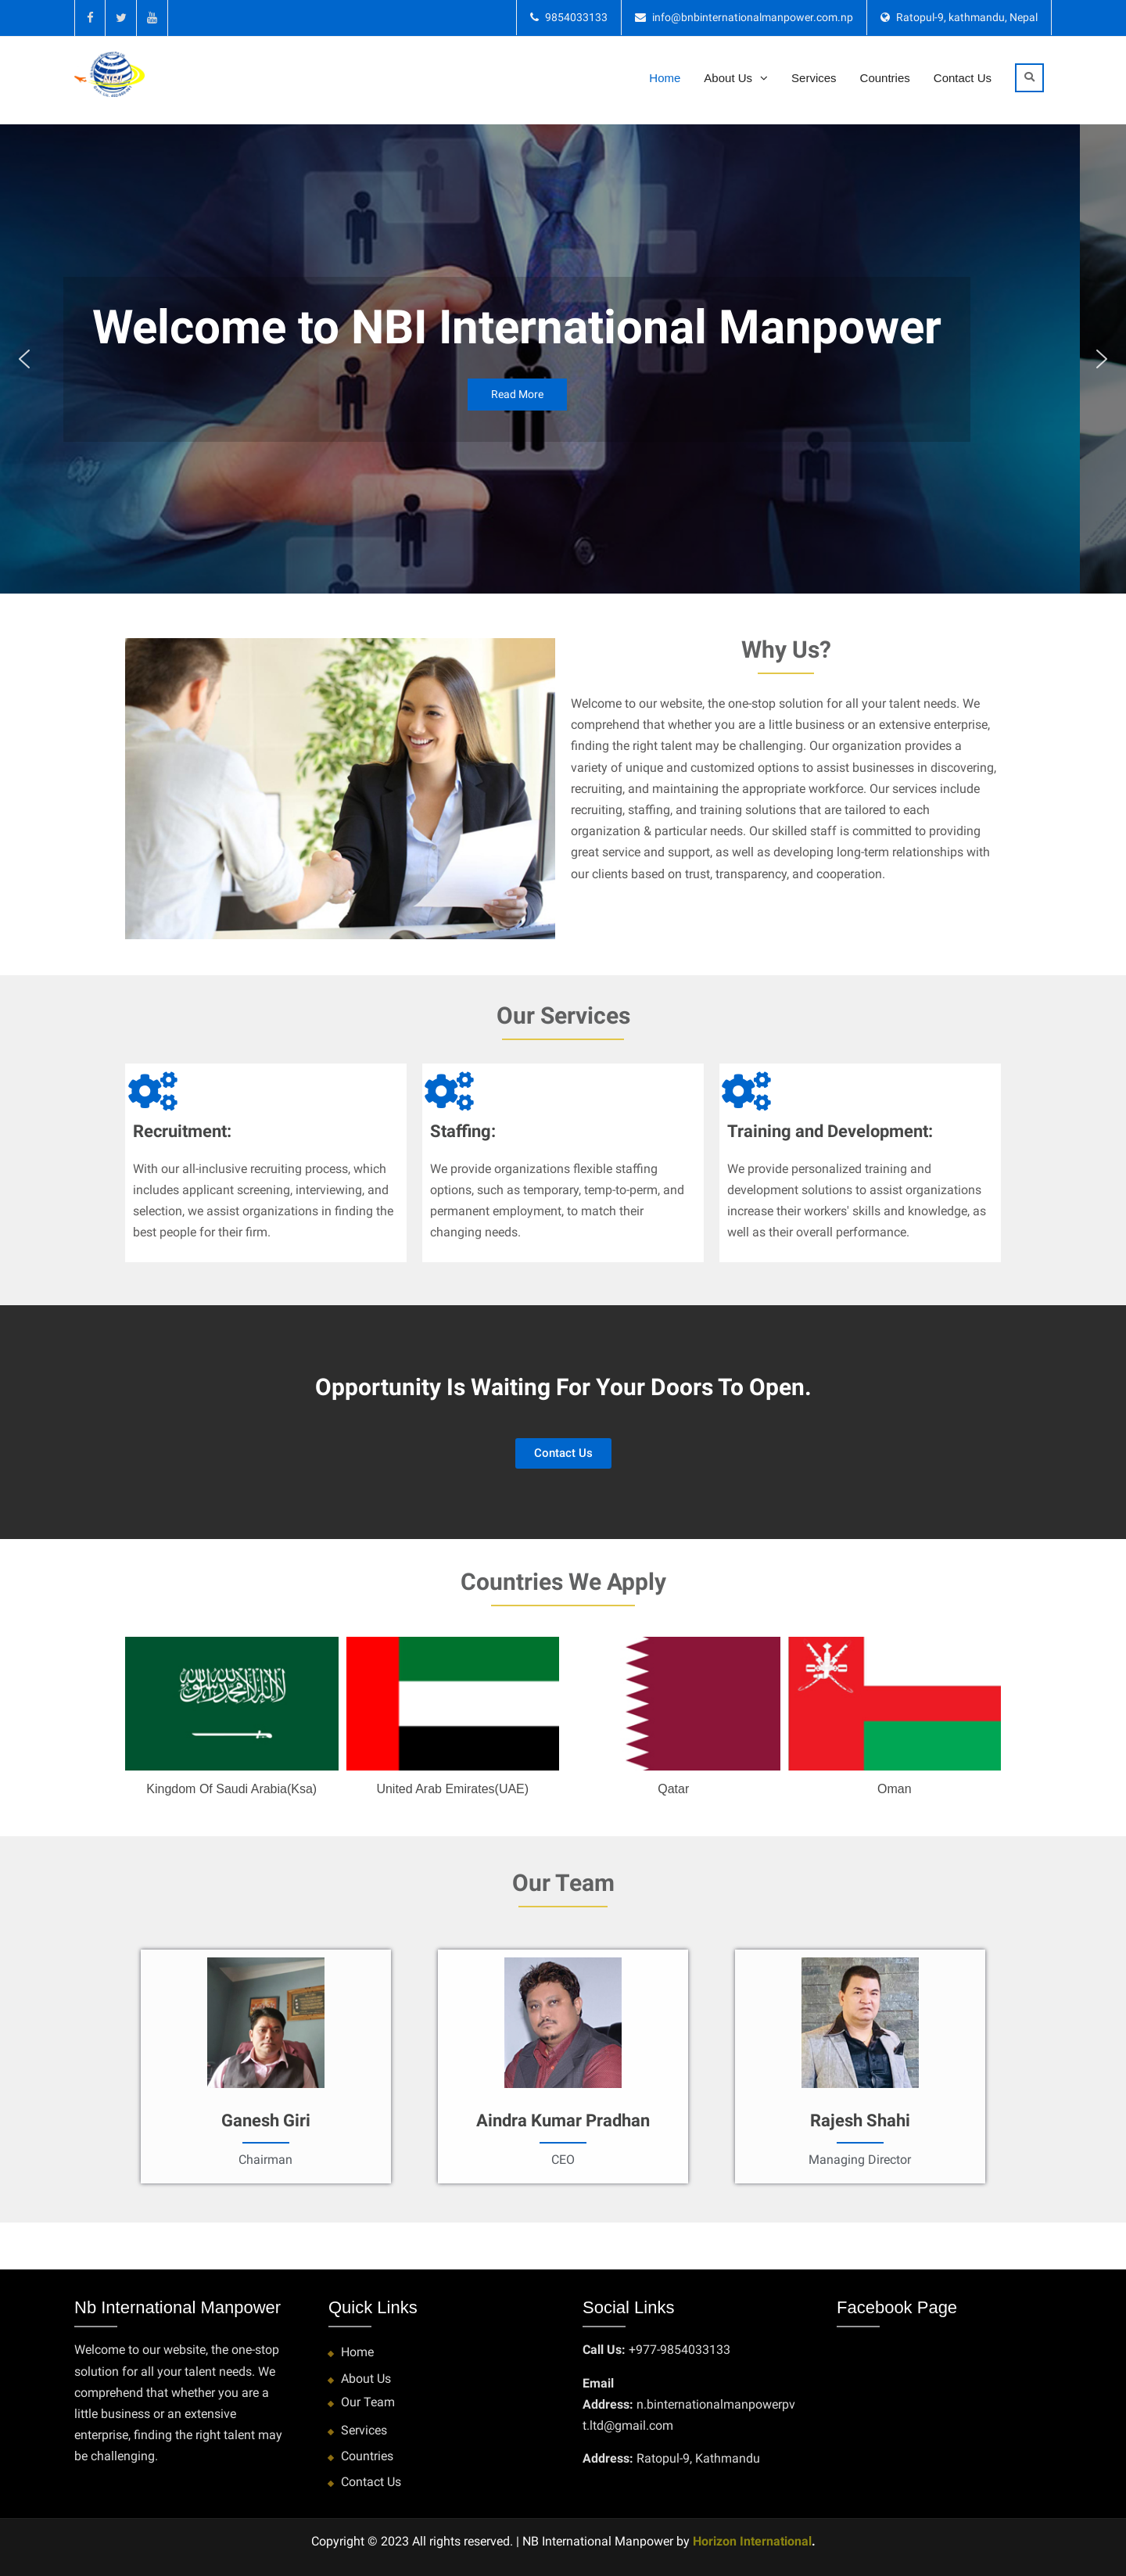 9854033133
info@bnbinternationalmanpower.com.np
Ratopul-9, kathmandu, Nepal
NBI
Home
About Us
Services
Countries
Contact Us
Welcome to NBI International Manpower
Read More
Why Us?
Welcome to our website, the one-stop solution for all your talent needs. We
comprehend that whether you are a little business or an extensive enterprise,
finding the right talent may be challenging. Our organization provides a
variety of unique and customized options to assist businesses in discovering,
recruiting, and maintaining the appropriate workforce. Our services include
recruiting, staffing, and training solutions that are tailored to each
organization & particular needs. Our skilled staff is committed to providing
great service and support, as well as developing long-term relationships with
our clients based on trust, transparency, and cooperation.
Our Services
Recruitment:
With our all-inclusive recruiting process, which
includes applicant screening, interviewing, and
selection, we assist organizations in finding the
best people for their firm.
Staffing:
We provide organizations flexible staffing
options, such as temporary, temp-to-perm, and
permanent employment, to match their
changing needs.
Training and Development:
We provide personalized training and
development solutions to assist organizations
increase their workers' skills and knowledge, as
well as their overall performance.
Opportunity Is Waiting For Your Doors To Open.
Contact Us
Countries We Apply
Kingdom Of Saudi Arabia(Ksa)
United Arab Emirates(UAE)
Qatar
Oman
Our Team
Ganesh Giri
Chairman
Aindra Kumar Pradhan
CEO
Rajesh Shahi
Managing Director
Nb International Manpower
Welcome to our website, the one-stop
solution for all your talent needs. We
comprehend that whether you are a
little business or an extensive
enterprise, finding the right talent may
be challenging.
Quick Links
Home
About Us
Our Team
Services
Countries
Contact Us
Social Links
Call Us: +977-9854033133
Email
Address: n.binternationalmanpowerpv
t.ltd@gmail.com
Address: Ratopul-9, Kathmandu
Facebook Page
Copyright © 2023 All rights reserved. | NB International Manpower by Horizon International.